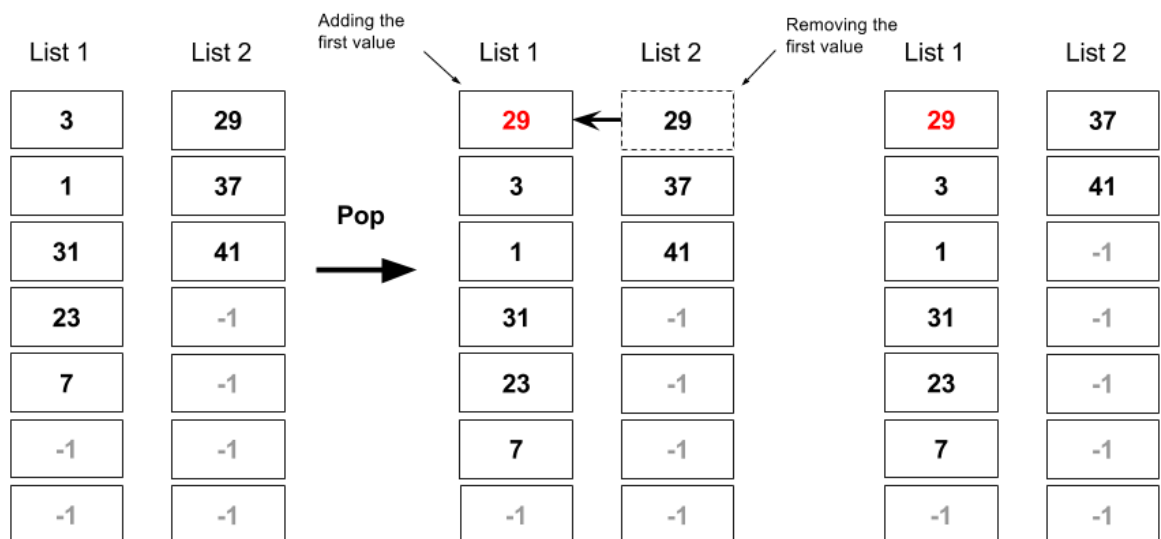 Adding the
first value
Removing the
first value
List 1 List 2 List 1 List 2 List 1 List 2
3 29 29 29 29 37
1 37 3 37 3 41
Pop
31 41 1 41 1 -1
23 -1 31 -1 31 -1
7 -1 23 -1 23 -1
-1 -1 7 -1 7 -1
-1 -1 -1 -1 -1 -1